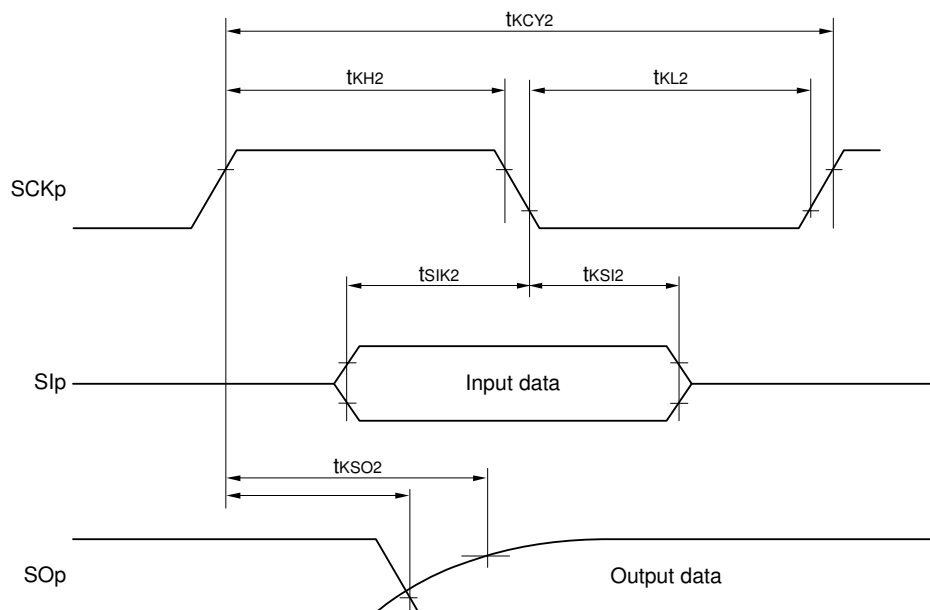 tKCY2
tKH2
tKL2
SCKp
tSIK2
tKSI2
SIp
Input data
tKSO2
SOp
Output data